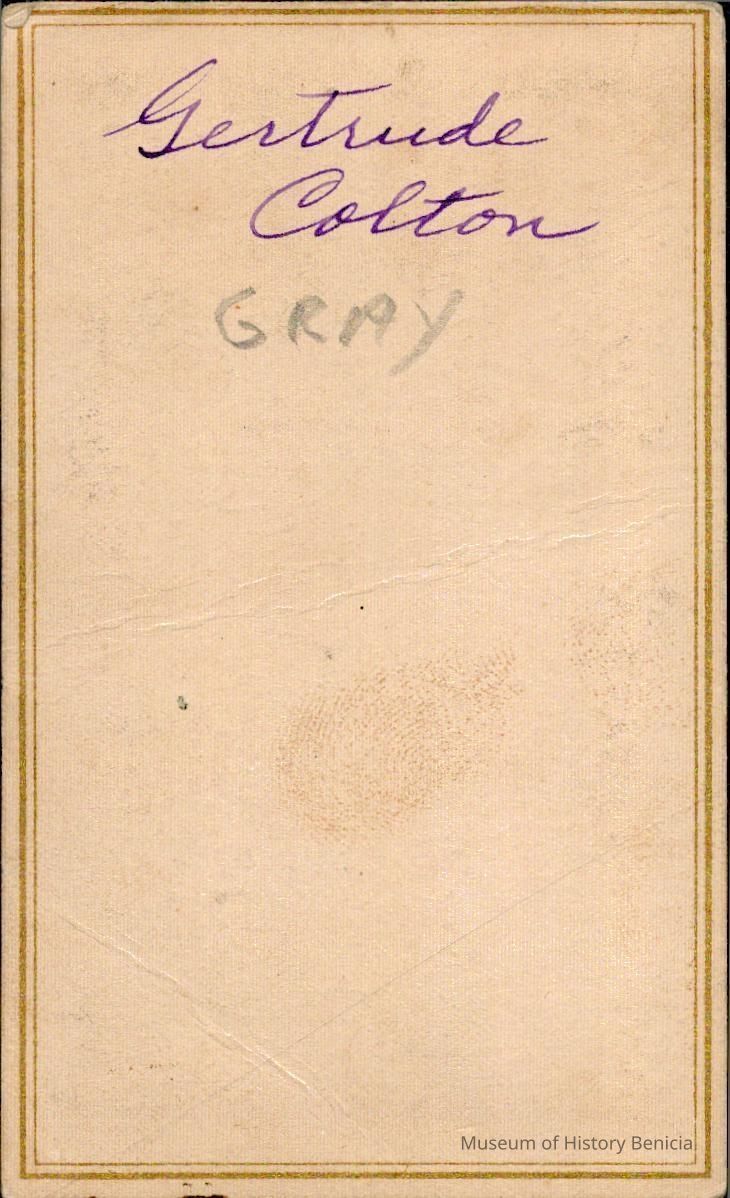 Gertrude
Colton
GRAY
Museum of History Benicia